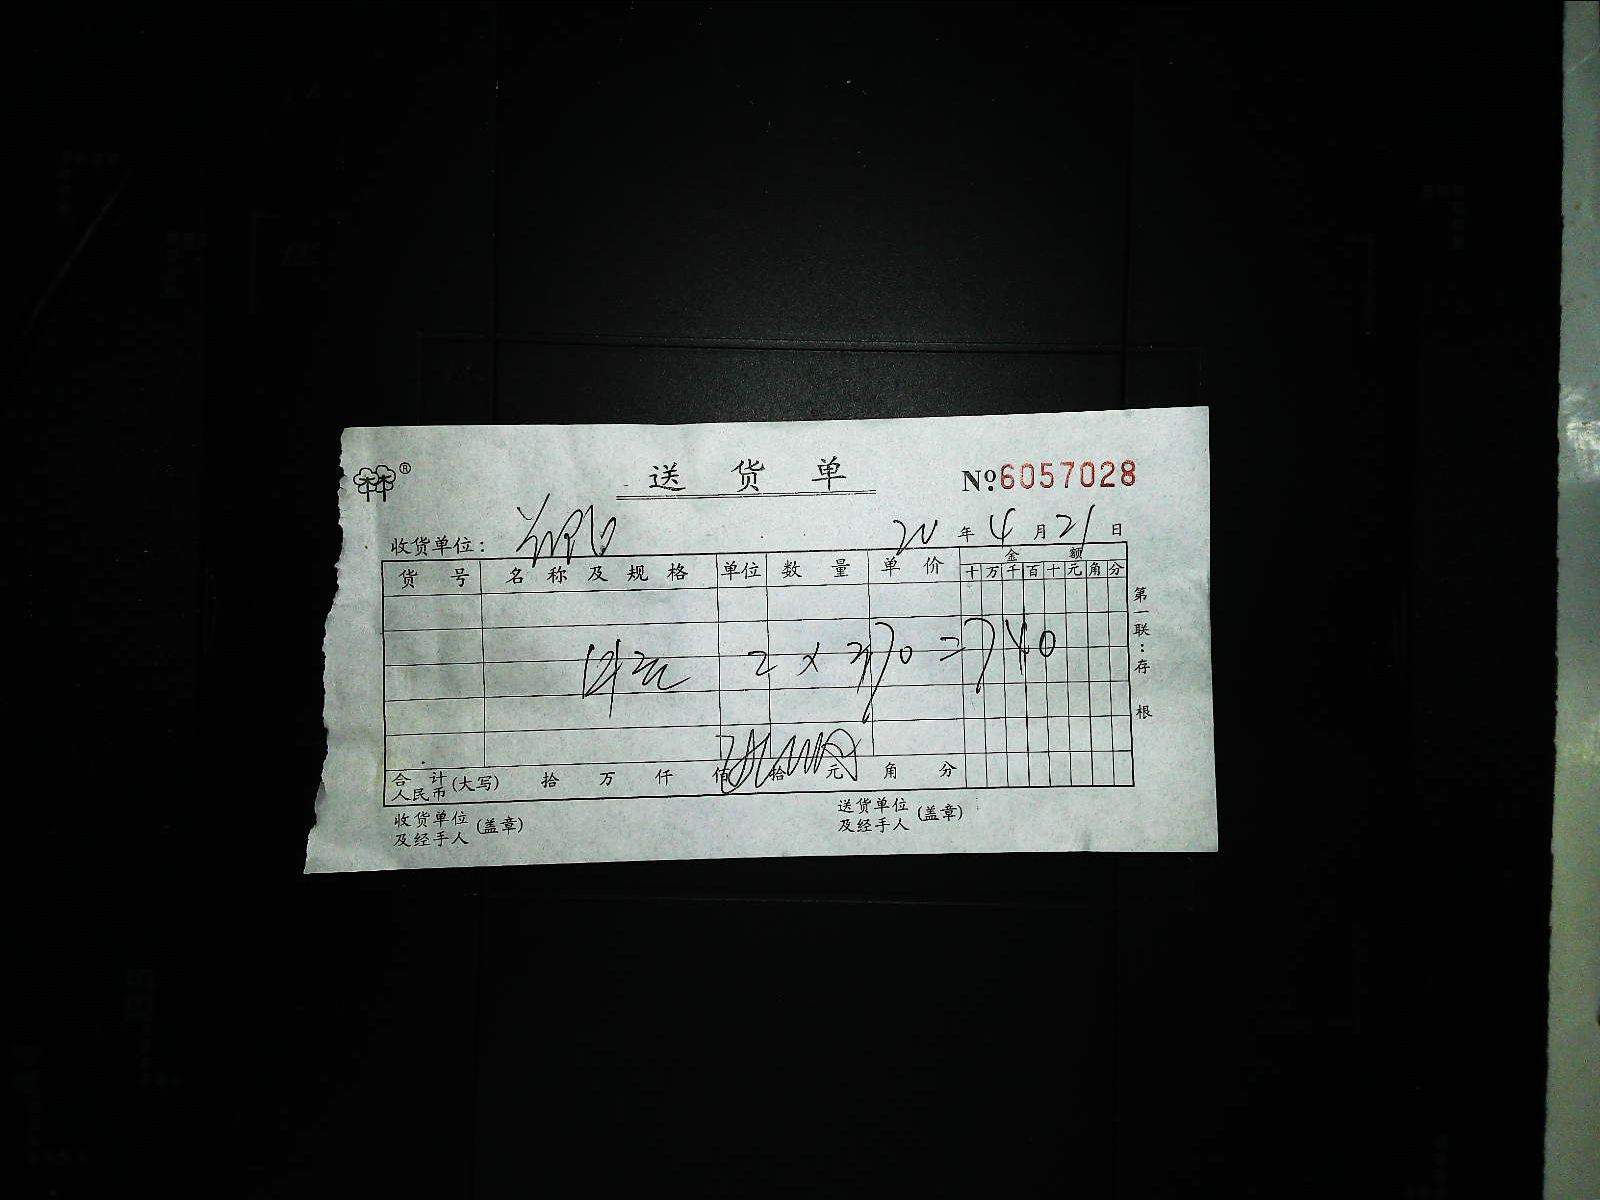 ® 送货单 №6057028
收货单位： 20 年 4 月 21 日
货号 名称及规格 单位 数量 单价 金额
十 万 千 百 十 元 角 分
2 × 370 = 740
合计 人民币 (大写) 拾 万 仟 佰 拾 元 角 分
收货单位 及经手人 (盖章) 送货单位 及经手人 (盖章)
第一联：存根